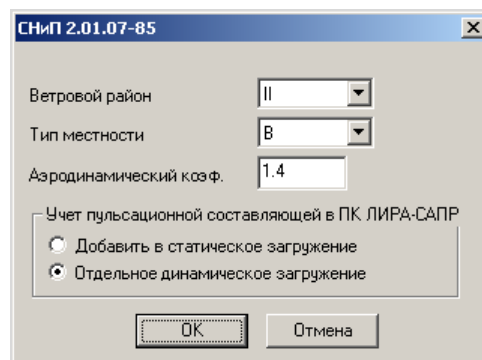 СНиП 2.01.07-85
Ветровой район II
Тип местности B
Аэродинамический коэф. 1.4
Учет пульсационной составляющей в ПК ЛИРА-САПР
Добавить в статическое загружение
Отдельное динамическое загружение
OK Отмена